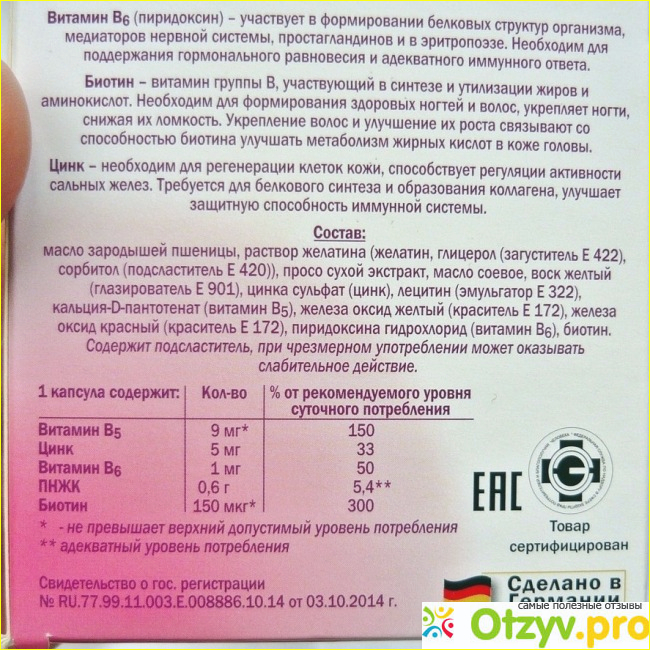 Витамин В6 (пиридоксин) – участвует в формировании белковых структур организма,
медиаторов нервной системы, простагландинов и в эритропоэзе. Необходим для
поддержания гормонального равновесия и адекватного иммунного ответа.
Биотин – витамин группы В, участвующий в синтезе и утилизации жиров и
аминокислот. Необходим для формирования здоровых ногтей и волос, укрепляет ногти,
снижая их ломкость. Укрепление волос и улучшение их роста связывают со
способностью биотина улучшать метаболизм жирных кислот в коже головы.
Цинк – необходим для регенерации клеток кожи, способствует регуляции активности
сальных желез. Требуется для белкового синтеза и образования коллагена, улучшает
защитную способность иммунной системы.
Состав:
масло зародышей пшеницы, раствор желатина (желатин, глицерол (загуститель Е 422),
сорбитол (подсластитель Е 420)), просо сухой экстракт, масло соевое, воск желтый
(глазирователь Е 901), цинка сульфат (цинк), лецитин (эмульгатор Е 322),
кальция-D-пантотенат (витамин В5), железа оксид желтый (краситель Е 172), железа
оксид красный (краситель Е 172), пиридоксина гидрохлорид (витамин В6), биотин.
Содержит подсластитель, при чрезмерном употреблении может оказывать
слабительное действие.
1 капсула содержит: Кол-во % от рекомендуемого уровня
суточного потребления
Витамин В5 9 мг* 150
Цинк 5 мг 33
Витамин В6 1 мг 50
ПНЖК 0,6 г 5,4**
Биотин 150 мкг* 300
* - не превышает верхний допустимый уровень потребления
** адекватный уровень потребления
EAC
Товар
сертифицирован
Свидетельство о гос. регистрации
№ RU.77.99.11.003.Е.008886.10.14 от 03.10.2014 г.
Сделано в
Германии
самые полезные отзывы
Otzyv.pro